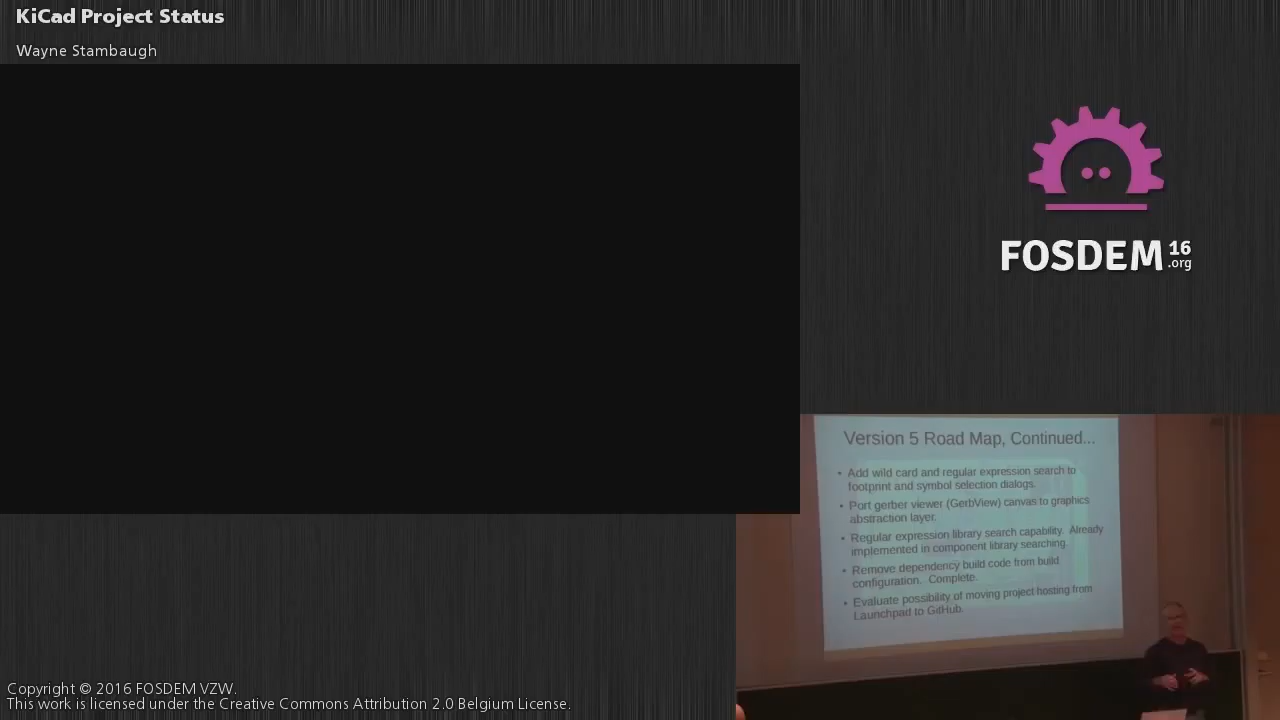 KiCad Project Status
Wayne Stambaugh
FOSDEM 16
.org
Version 5 Road Map, Continued...
• Add wild card and regular expression search to
footprint and symbol selection dialogs.
• Port gerber viewer (GerbView) canvas to graphics
abstraction layer.
• Regular expression library search capability. Already
implemented in component library searching.
• Remove dependency build code from build
configuration. Complete.
• Evaluate possibility of moving project hosting from
Launchpad to GitHub.
Copyright © 2016 FOSDEM VZW.
This work is licensed under the Creative Commons Attribution 2.0 Belgium License.